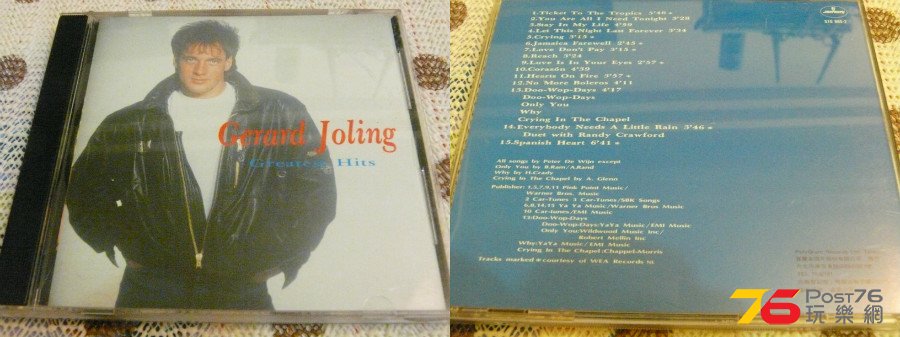 Gerard Joling
Greatest Hits
1.Ticket To The Tropics 5'46 *
2.You Are All I Need Tonight 3'28
3.Stay In My Life 4'59
4.Let This Night Last Forever 3'34
5.Crying 3'15 *
6.Jamaica Farewell 2'45 *
7.Love Don't Pay 3'15 *
8.Reach 3'24
9.Love Is In Your Eyes 2'57 *
10.Corazón 4'39
11.Hearts On Fire 3'57 *
12.No More Boleros 4'11
13.Doo-Wop-Days 4'17
Doo-Wop-Days
Only You
Why
Crying In The Chapel
14.Everybody Needs A Little Rain 3'46 *
Duet with Randy Crawford
15.Spanish Heart 6'41 *
All songs by Peter De Wijn except
Only You by B.Ram/A.Rand
Why by H.Grady
Crying In The Chapel by A. Glenn
Publisher: 1,5,7,9,11 Pink Point Music/
Warner Bros. Music
2 Car-Tunes 3 Car-Tunes/SBK Songs
6,8,14,15 Ya Ya Music/Warner Bros Music
10 Car-Tunes/EMI Music
13:Doo-Wop-Days
Doo-Wop-Days:YaYa Music/EMI Music
Only You:Wildwood Music Inc/
Robert Mellin Inc
Why:YaYa Music/EMI Music
Crying In The Chapel:Chappel-Morris
Tracks marked * courtesy of WEA Records
76 POST76
玩樂網